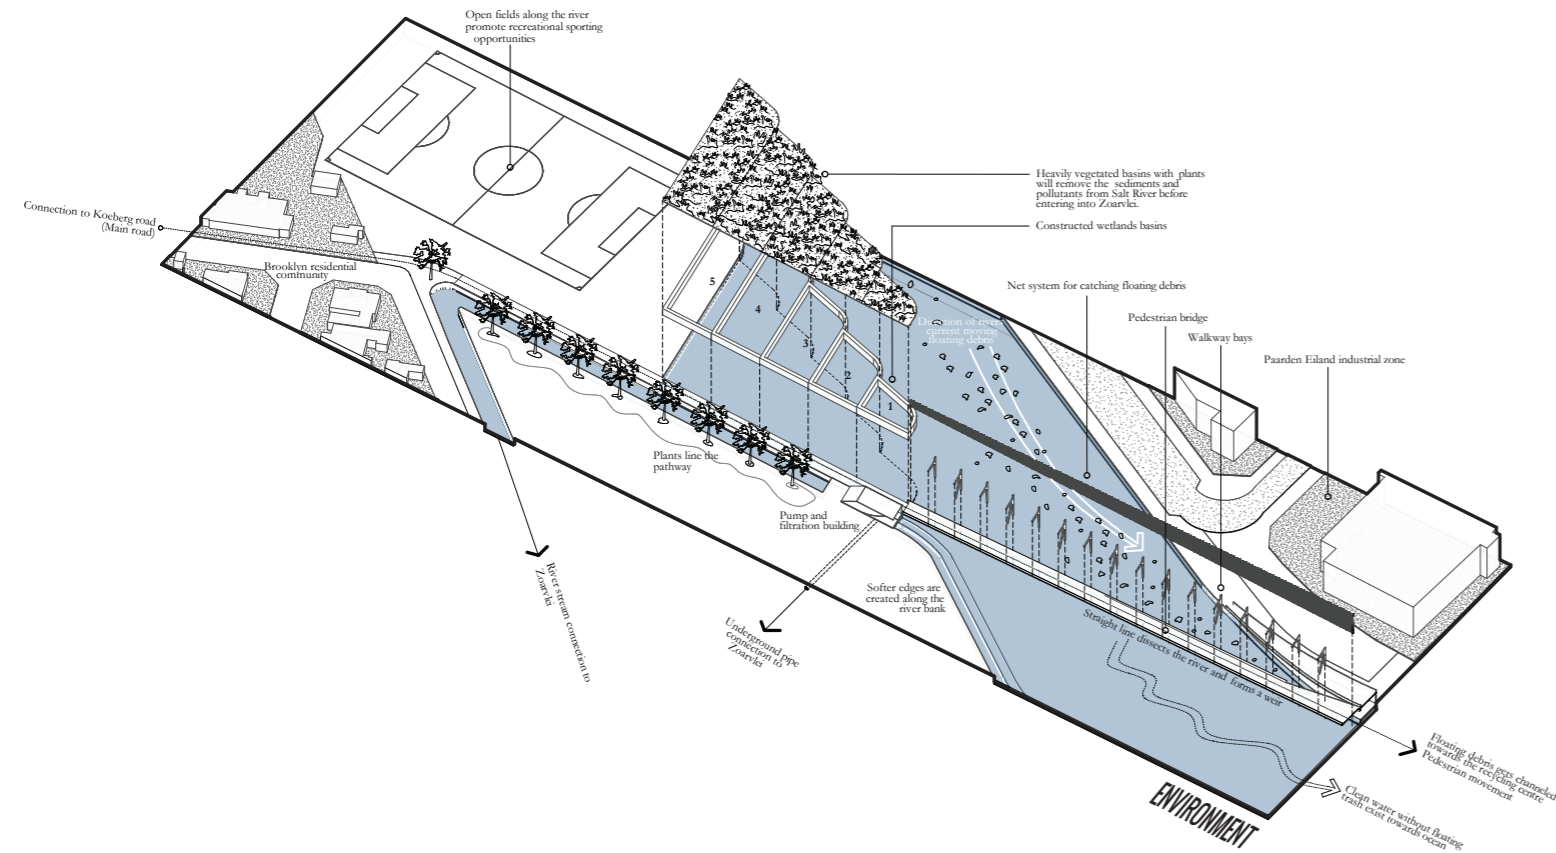 Open fields along the river
promote recreational sporting
opportunities
Heavily vegetated basins with plants
will remove the sediments and
pollutants from Salt River before
entering into Zoarvlei.
Constructed wetlands basins
Connection to Koeberg road
(Main road)
Brooklyn residential
community
5
4
3
2
1
Net system for catching floating debris
Direction of river
current moving
floating debris
Pedestrian bridge
Walkway bays
Paarden Eiland industrial zone
Plants line the
pathway
Pump and
filtration building
Softer edges are
created along the
river bank
River stream connection to
Zoarvlei
Underground pipe
connection to
Zoarvlei
Straight line dissects the river and forms a weir
Floating debris gets channeled
towards the recycling centre
Pedestrian movement
Clean water without floating
trash exist towards ocean
ENVIRONMENT